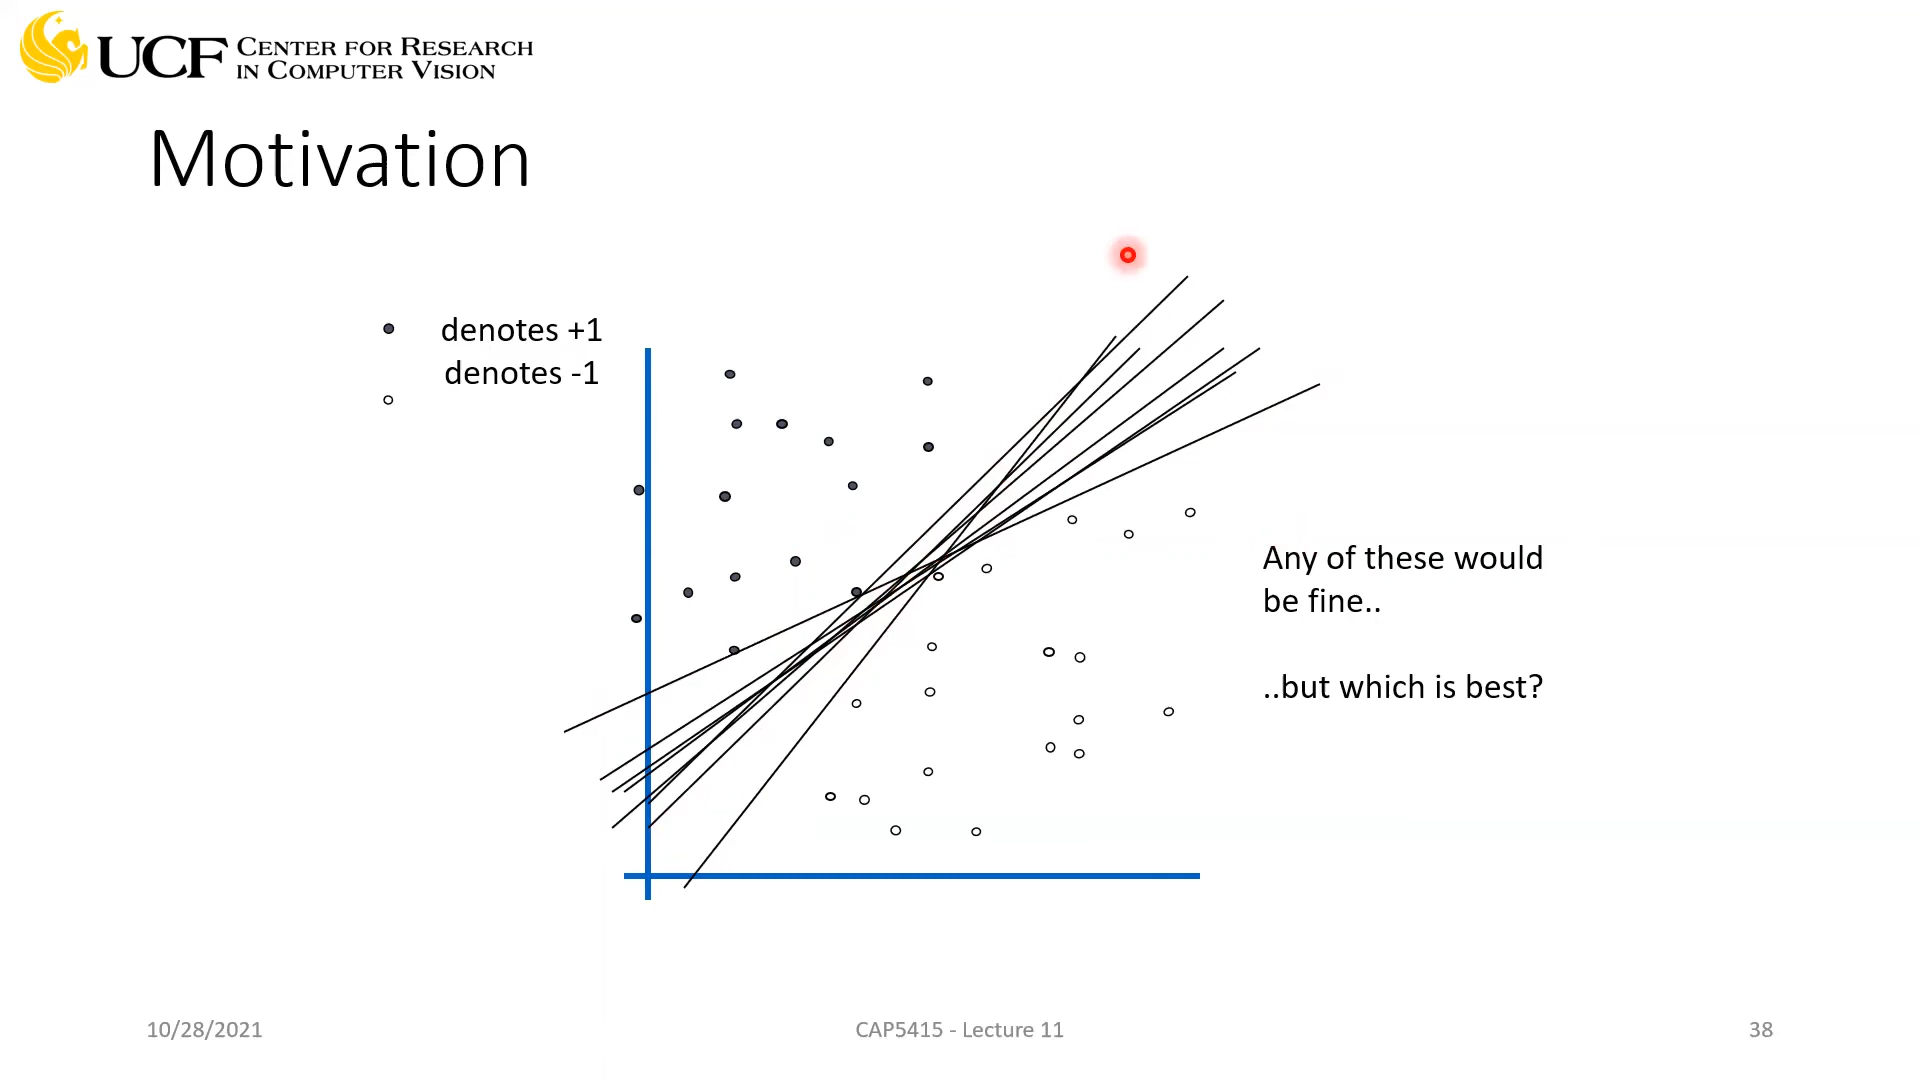 UCF CENTER FOR RESEARCH
IN COMPUTER VISION
Motivation
denotes +1
denotes -1
Any of these would
be fine..
..but which is best?
10/28/2021
CAP5415 - Lecture 11
38